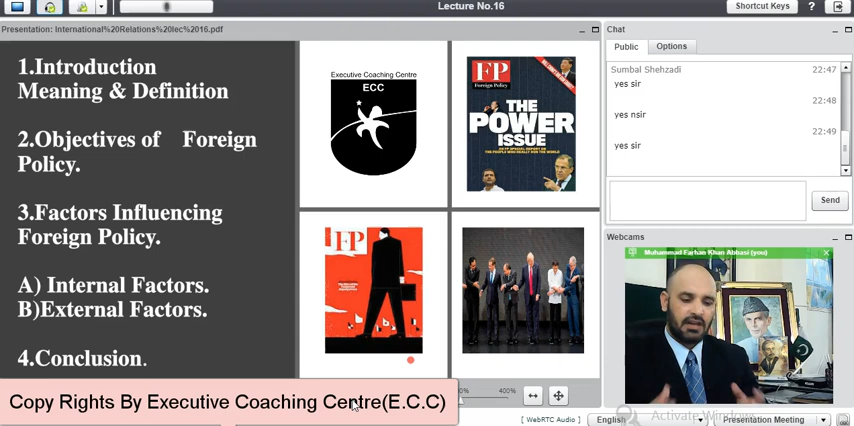 Lecture No.16
Shortcut Keys
?
Presentation: International%20Relations%20lec%2016.pdf
1.Introduction
Meaning & Definition
2.Objectives of Foreign
Policy.
3.Factors Influencing
Foreign Policy.
A) Internal Factors.
B)External Factors.
4.Conclusion.
Executive Coaching Centre
ECC
FP
Foreign Policy
THE
POWER
ISSUE
FP
Chat
Public
Options
Sumbal Shehzadi 22:47
yes sir
22:48
yes nsir
22:49
yes sir
Send
Webcams
Muhammad Farhan Khan Abbasi (you)
Copy Rights By Executive Coaching Centre(E.C.C)
400%
[ WebRTC Audio ]
English
Activate Windows
Presentation Meeting